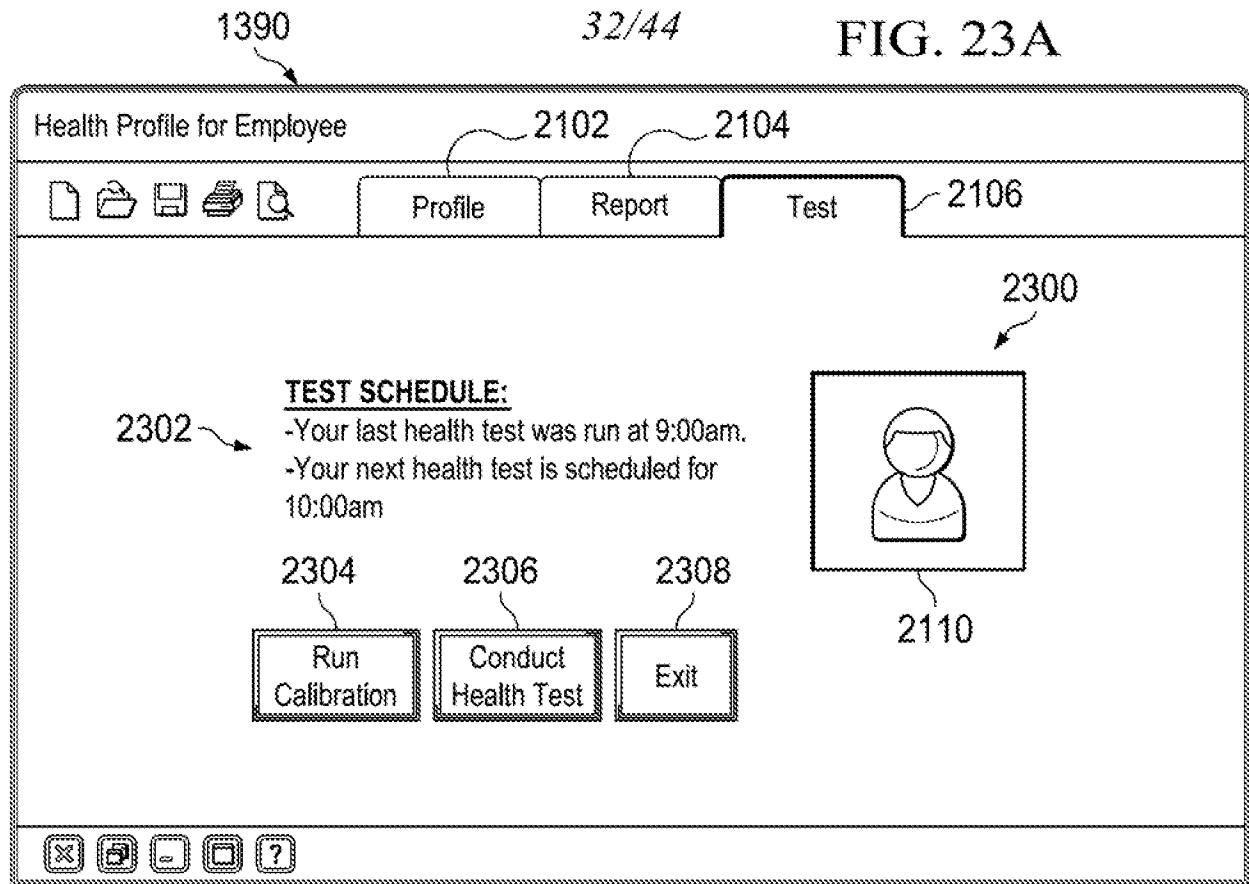 1390
32/44
FIG. 23A
Health Profile for Employee
2102
2104
Profile
Report
Test
2106
2300
TEST SCHEDULE:
2302
-Your last health test was run at 9:00am.
-Your next health test is scheduled for
10:00am
2304
2306
2308
2110
Run
Calibration
Conduct
Health Test
Exit
?